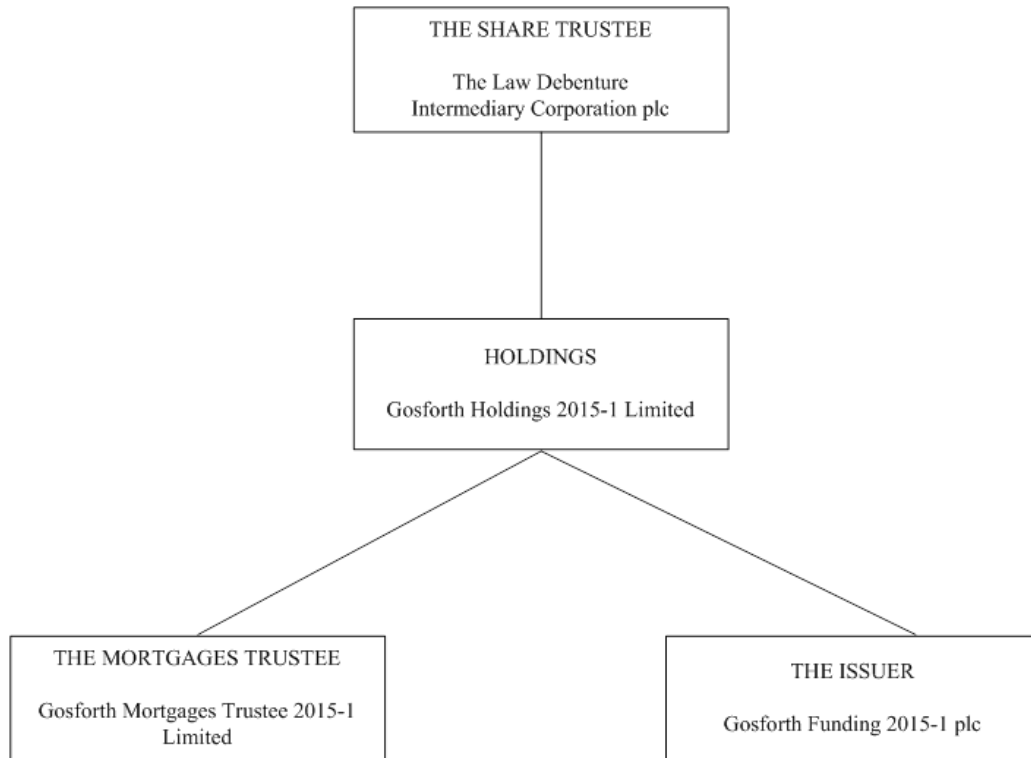 THE SHARE TRUSTEE
The Law Debenture
Intermediary Corporation plc
HOLDINGS
Gosforth Holdings 2015-1 Limited
THE MORTGAGES TRUSTEE
Gosforth Mortgages Trustee 2015-1
Limited
THE ISSUER
Gosforth Funding 2015-1 plc